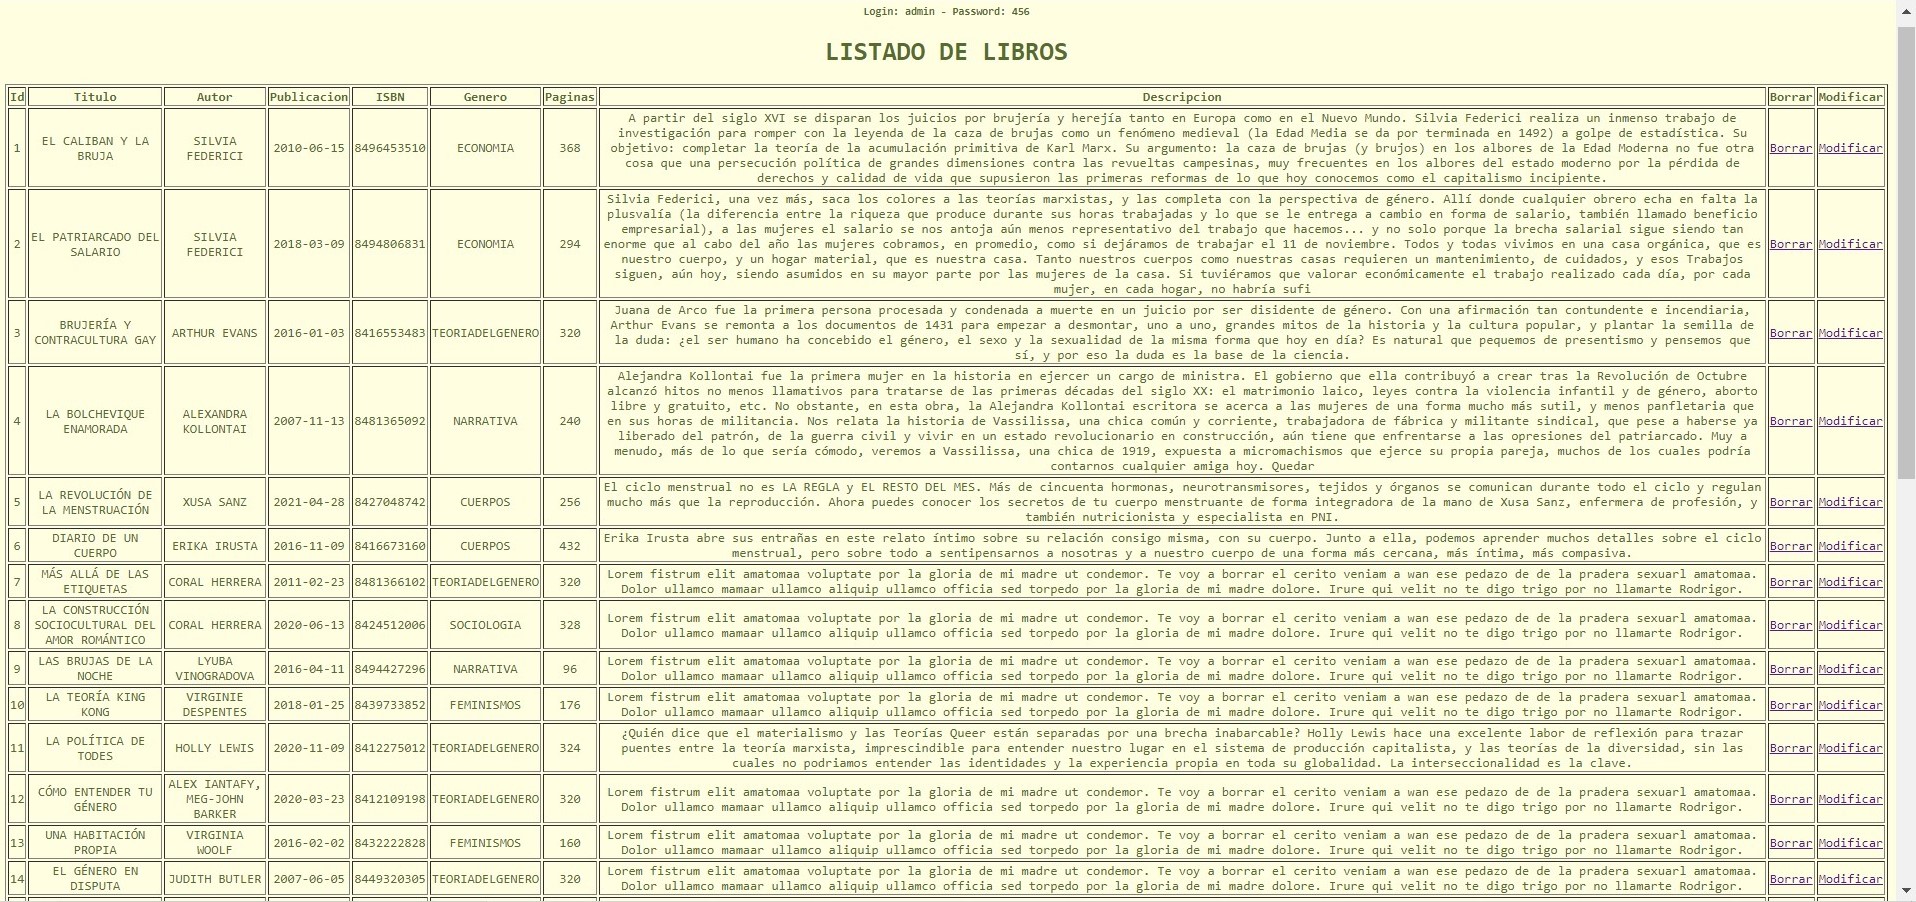 Login: admin - Password: 456
LISTADO DE LIBROS
Id Titulo Autor Publicacion ISBN Genero Paginas Descripcion Borrar Modificar
1
EL CALIBAN Y LA
BRUJA
SILVIA
FEDERICI
2010-06-15
8496453510
ECONOMIA
368
A partir del siglo XVI se disparan los juicios por brujería y herejía tanto en Europa como en el Nuevo Mundo. Silvia Federici realiza un inmenso trabajo de
investigación para romper con la leyenda de la caza de brujas como un fenómeno medieval (la Edad Media se da por terminada en 1492) a golpe de estadística. Su
objetivo: completar la teoría de la acumulación primitiva de Karl Marx. Su argumento: la caza de brujas (y brujos) en los albores de la Edad Moderna no fue otra
cosa que una persecución política de grandes dimensiones contra las revueltas campesinas, muy frecuentes en los albores del estado moderno por la pérdida de
derechos y calidad de vida que supusieron las primeras reformas de lo que hoy conocemos como el capitalismo incipiente.
Borrar
Modificar
2
EL PATRIARCADO DEL
SALARIO
SILVIA
FEDERICI
2018-03-09
8494806831
ECONOMIA
294
Silvia Federici, una vez más, saca los colores a las teorías marxistas, y las completa con la perspectiva de género. Allí donde cualquier obrero echa en falta la
plusvalía (la diferencia entre la riqueza que produce durante sus horas trabajadas y lo que se le entrega a cambio en forma de salario, también llamado beneficio
empresarial), a las mujeres el salario se nos antoja aún menos representativo del trabajo que hacemos... y no solo porque la brecha salarial sigue siendo tan
enorme que al cabo del año las mujeres cobramos, en promedio, como si dejáramos de trabajar el 11 de noviembre. Todos y todas vivimos en una casa orgánica, que es
nuestro cuerpo, y un hogar material, que es nuestra casa. Tanto nuestros cuerpos como nuestras casas requieren un mantenimiento, de cuidados, y esos Trabajos
siguen, aún hoy, siendo asumidos en su mayor parte por las mujeres de la casa. Si tuviéramos que valorar económicamente el trabajo realizado cada día, por cada
mujer, en cada hogar, no habría sufi
Borrar
Modificar
3
BRUJERÍA Y
CONTRACULTURA GAY
ARTHUR EVANS
2016-01-03
8416553483
TEORIADELGENERO
320
Juana de Arco fue la primera persona procesada y condenada a muerte en un juicio por ser disidente de género. Con una afirmación tan contundente e incendiaria,
Arthur Evans se remonta a los documentos de 1431 para empezar a desmontar, uno a uno, grandes mitos de la historia y la cultura popular, y plantar la semilla de
la duda: ¿el ser humano ha concebido el género, el sexo y la sexualidad de la misma forma que hoy en día? Es natural que pequemos de presentismo y pensemos que
sí, y por eso la duda es la base de la ciencia.
Borrar
Modificar
4
LA BOLCHEVIQUE
ENAMORADA
ALEXANDRA
KOLLONTAI
2007-11-13
8481365092
NARRATIVA
240
Alejandra Kollontai fue la primera mujer en la historia en ejercer un cargo de ministra. El gobierno que ella contribuyó a crear tras la Revolución de Octubre
alcanzó hitos no menos llamativos para tratarse de las primeras décadas del siglo XX: el matrimonio laico, leyes contra la violencia infantil y de género, aborto
libre y gratuito, etc. No obstante, en esta obra, la Alejandra Kollontai escritora se acerca a las mujeres de una forma mucho más sutil, y menos panfletaria que
en sus horas de militancia. Nos relata la historia de Vassilissa, una chica común y corriente, trabajadora de fábrica y militante sindical, que pese a haberse ya
liberado del patrón, de la guerra civil y vivir en un estado revolucionario en construcción, aún tiene que enfrentarse a las opresiones del patriarcado. Muy a
menudo, más de lo que sería cómodo, veremos a Vassilissa, una chica de 1919, expuesta a micromachismos que ejerce su propia pareja, muchos de los cuales podría
contarnos cualquier amiga hoy. Quedar
Borrar
Modificar
5
LA REVOLUCIÓN DE
LA MENSTRUACIÓN
XUSA SANZ
2021-04-28
8427048742
CUERPOS
256
El ciclo menstrual no es LA REGLA y EL RESTO DEL MES. Más de cincuenta hormonas, neurotransmisores, tejidos y órganos se comunican durante todo el ciclo y regulan
mucho más que la reproducción. Ahora puedes conocer los secretos de tu cuerpo menstruante de forma integradora de la mano de Xusa Sanz, enfermera de profesión, y
también nutricionista y especialista en PNI.
Borrar
Modificar
6
DIARIO DE UN
CUERPO
ERIKA IRUSTA
2016-11-09
8416673160
CUERPOS
432
Erika Irusta abre sus entrañas en este relato íntimo sobre su relación consigo misma, con su cuerpo. Junto a ella, podemos aprender muchos detalles sobre el ciclo
menstrual, pero sobre todo a sentipensarnos a nosotras y a nuestro cuerpo de una forma más cercana, más íntima, más compasiva.
Borrar
Modificar
7
MÁS ALLÁ DE LAS
ETIQUETAS
CORAL HERRERA
2011-02-23
8481366102
TEORIADELGENERO
320
Lorem fistrum elit amatomaa voluptate por la gloria de mi madre ut condemor. Te voy a borrar el cerito veniam a wan ese pedazo de de la pradera sexuarl amatomaa.
Dolor ullamco mamaar ullamco aliquip ullamco officia sed torpedo por la gloria de mi madre dolore. Irure qui velit no te digo trigo por no llamarte Rodrigor.
Borrar
Modificar
8
LA CONSTRUCCIÓN
SOCIOCULTURAL DEL
AMOR ROMÁNTICO
CORAL HERRERA
2020-06-13
8424512006
SOCIOLOGIA
328
Lorem fistrum elit amatomaa voluptate por la gloria de mi madre ut condemor. Te voy a borrar el cerito veniam a wan ese pedazo de de la pradera sexuarl amatomaa.
Dolor ullamco mamaar ullamco aliquip ullamco officia sed torpedo por la gloria de mi madre dolore. Irure qui velit no te digo trigo por no llamarte Rodrigor.
Borrar
Modificar
9
LAS BRUJAS DE LA
NOCHE
LYUBA
VINOGRADOVA
2016-04-11
8494427296
NARRATIVA
96
Lorem fistrum elit amatomaa voluptate por la gloria de mi madre ut condemor. Te voy a borrar el cerito veniam a wan ese pedazo de de la pradera sexuarl amatomaa.
Dolor ullamco mamaar ullamco aliquip ullamco officia sed torpedo por la gloria de mi madre dolore. Irure qui velit no te digo trigo por no llamarte Rodrigor.
Borrar
Modificar
10
LA TEORÍA KING
KONG
VIRGINIE
DESPENTES
2018-01-25
8439733852
FEMINISMOS
176
Lorem fistrum elit amatomaa voluptate por la gloria de mi madre ut condemor. Te voy a borrar el cerito veniam a wan ese pedazo de de la pradera sexuarl amatomaa.
Dolor ullamco mamaar ullamco aliquip ullamco officia sed torpedo por la gloria de mi madre dolore. Irure qui velit no te digo trigo por no llamarte Rodrigor.
Borrar
Modificar
11
LA POLÍTICA DE
TODES
HOLLY LEWIS
2020-11-09
8412275012
TEORIADELGENERO
324
¿Quién dice que el materialismo y las Teorías Queer están separadas por una brecha inabarcable? Holly Lewis hace una excelente labor de reflexión para trazar
puentes entre la teoría marxista, imprescindible para entender nuestro lugar en el sistema de producción capitalista, y las teorías de la diversidad, sin las
cuales no podriamos entender las identidades y la experiencia propia en toda su globalidad. La interseccionalidad es la clave.
Borrar
Modificar
12
CÓMO ENTENDER TU
GÉNERO
ALEX IANTAFY,
MEG-JOHN
BARKER
2020-03-23
8412109198
TEORIADELGENERO
320
Lorem fistrum elit amatomaa voluptate por la gloria de mi madre ut condemor. Te voy a borrar el cerito veniam a wan ese pedazo de de la pradera sexuarl amatomaa.
Dolor ullamco mamaar ullamco aliquip ullamco officia sed torpedo por la gloria de mi madre dolore. Irure qui velit no te digo trigo por no llamarte Rodrigor.
Borrar
Modificar
13
UNA HABITACIÓN
PROPIA
VIRGINIA
WOOLF
2016-02-02
8432222828
FEMINISMOS
160
Lorem fistrum elit amatomaa voluptate por la gloria de mi madre ut condemor. Te voy a borrar el cerito veniam a wan ese pedazo de de la pradera sexuarl amatomaa.
Dolor ullamco mamaar ullamco aliquip ullamco officia sed torpedo por la gloria de mi madre dolore. Irure qui velit no te digo trigo por no llamarte Rodrigor.
Borrar
Modificar
14
EL GÉNERO EN
DISPUTA
JUDITH BUTLER
2007-06-05
8449320305
TEORIADELGENERO
320
Lorem fistrum elit amatomaa voluptate por la gloria de mi madre ut condemor. Te voy a borrar el cerito veniam a wan ese pedazo de de la pradera sexuarl amatomaa.
Dolor ullamco mamaar ullamco aliquip ullamco officia sed torpedo por la gloria de mi madre dolore. Irure qui velit no te digo trigo por no llamarte Rodrigor.
Borrar
Modificar